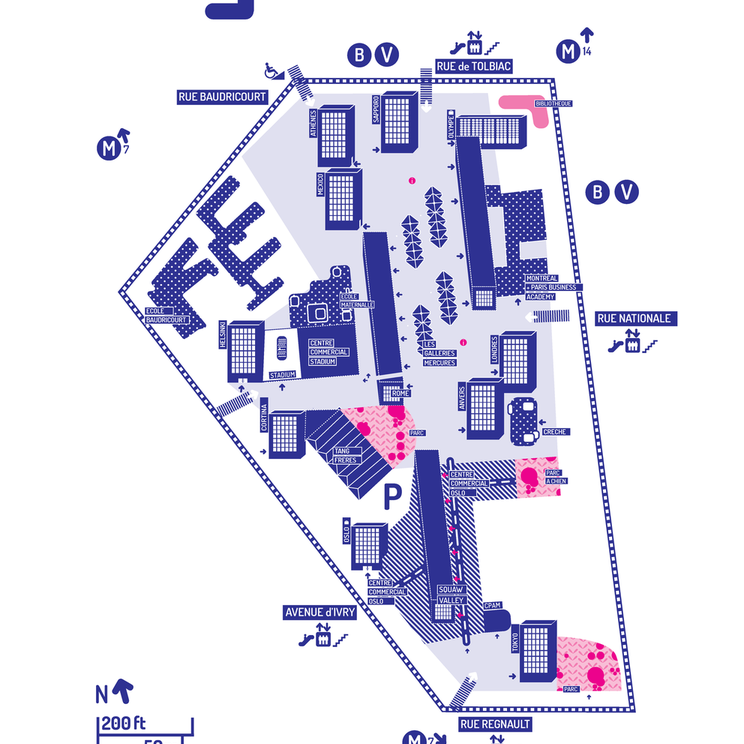 B V
RUE de TOLBIAC
M 14
RUE BAUDRICOURT
BIBLIOTHEQUE
ATHENES
SAPPORO
OLYMPE
M 7
MEXICO
B V
ECOLE
MATERNALLE
MONTREAL
+ PARIS BUSINESS
ACADEMY
ECOLE
BAUDRICOURT
RUE NATIONALE
HELSINKI
CENTRE
COMMERCIAL
STADIUM
LES
GALLERIES
MERCURES
LONDRES
STADIUM
ROME
ANVERS
CORTINA
PARC
CRECHE
TANG
FRERES
CENTRE
COMMERCIAL
OSLO
PARC
A CHIEN
P
OSLO
CENTRE
COMMERCIAL
OSLO
SQUAW
VALLEY
CPAM
AVENUE d'IVRY
TOKYO
PARC
N
200 ft
RUE REGNAULT
M 7